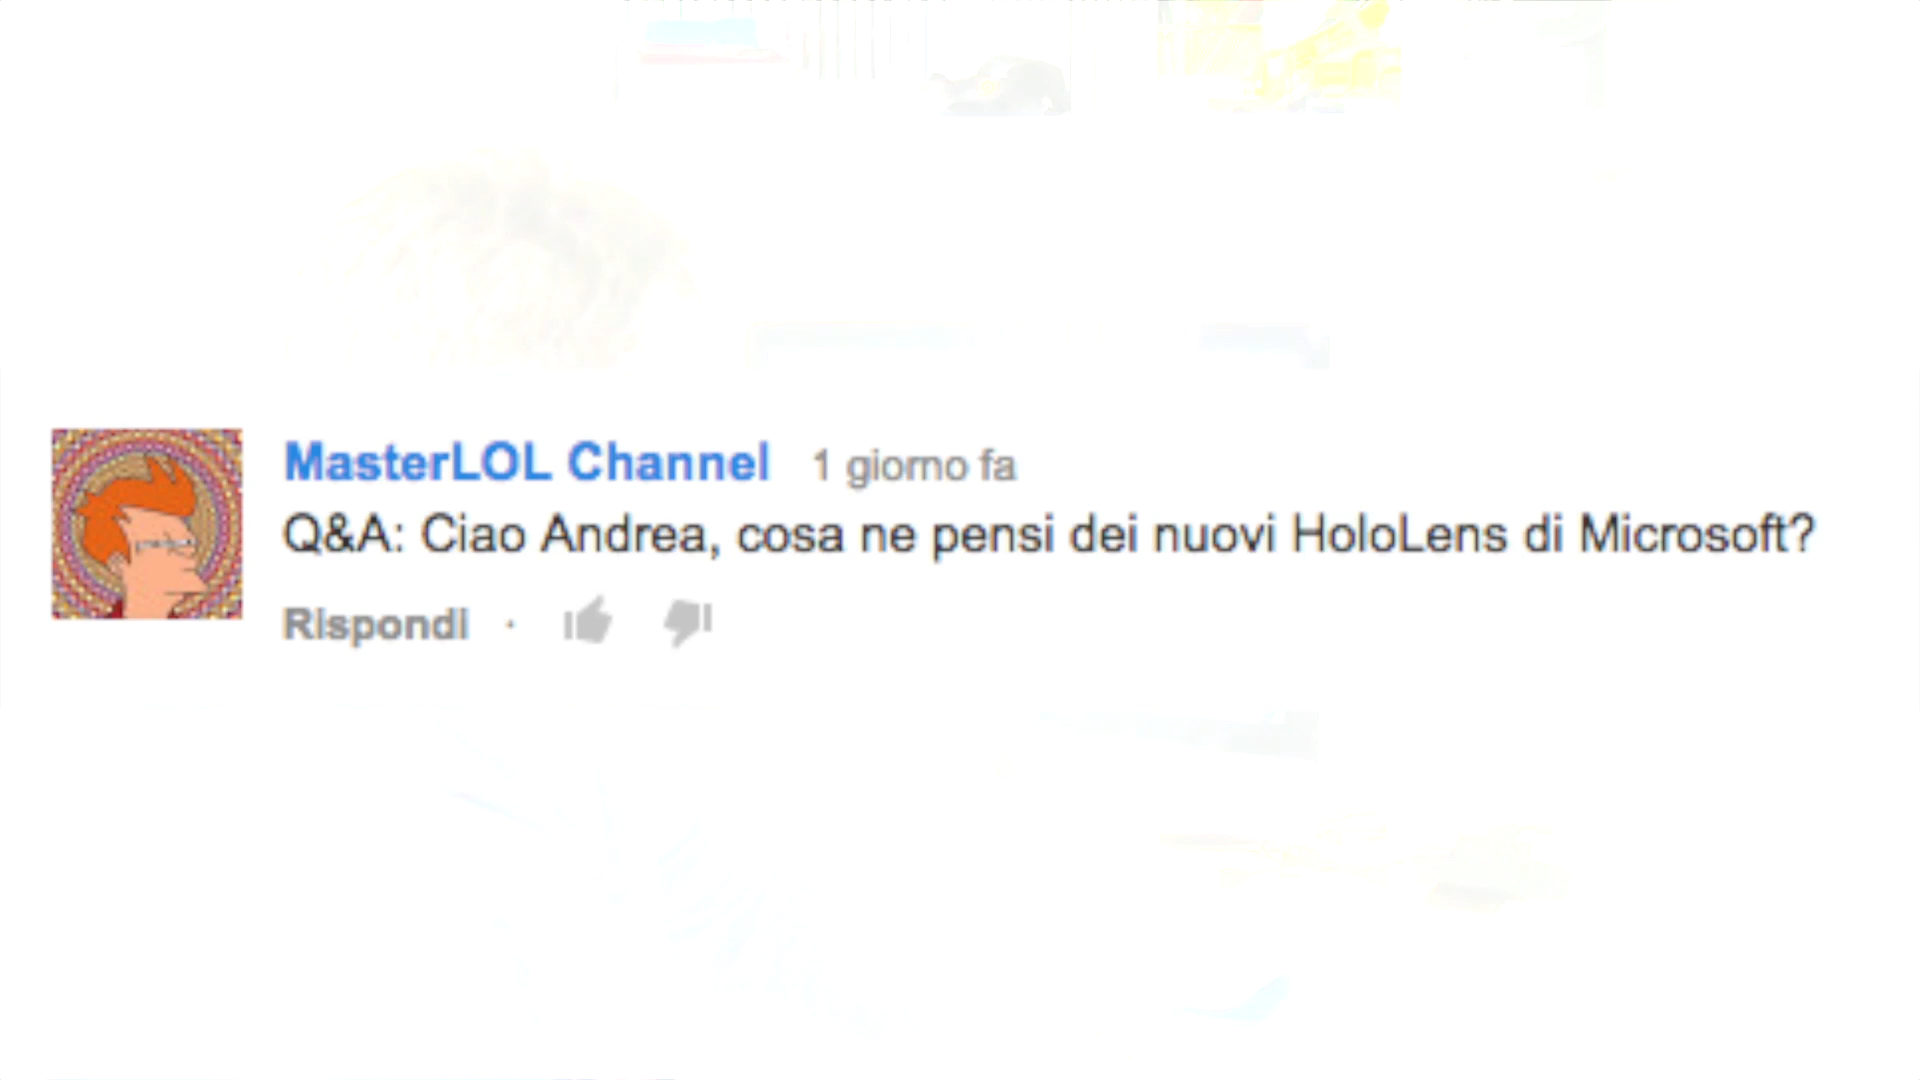 MasterLOL Channel 1 giorno fa
Q&A: Ciao Andrea, cosa ne pensi dei nuovi HoloLens di Microsoft?
Rispondi ·